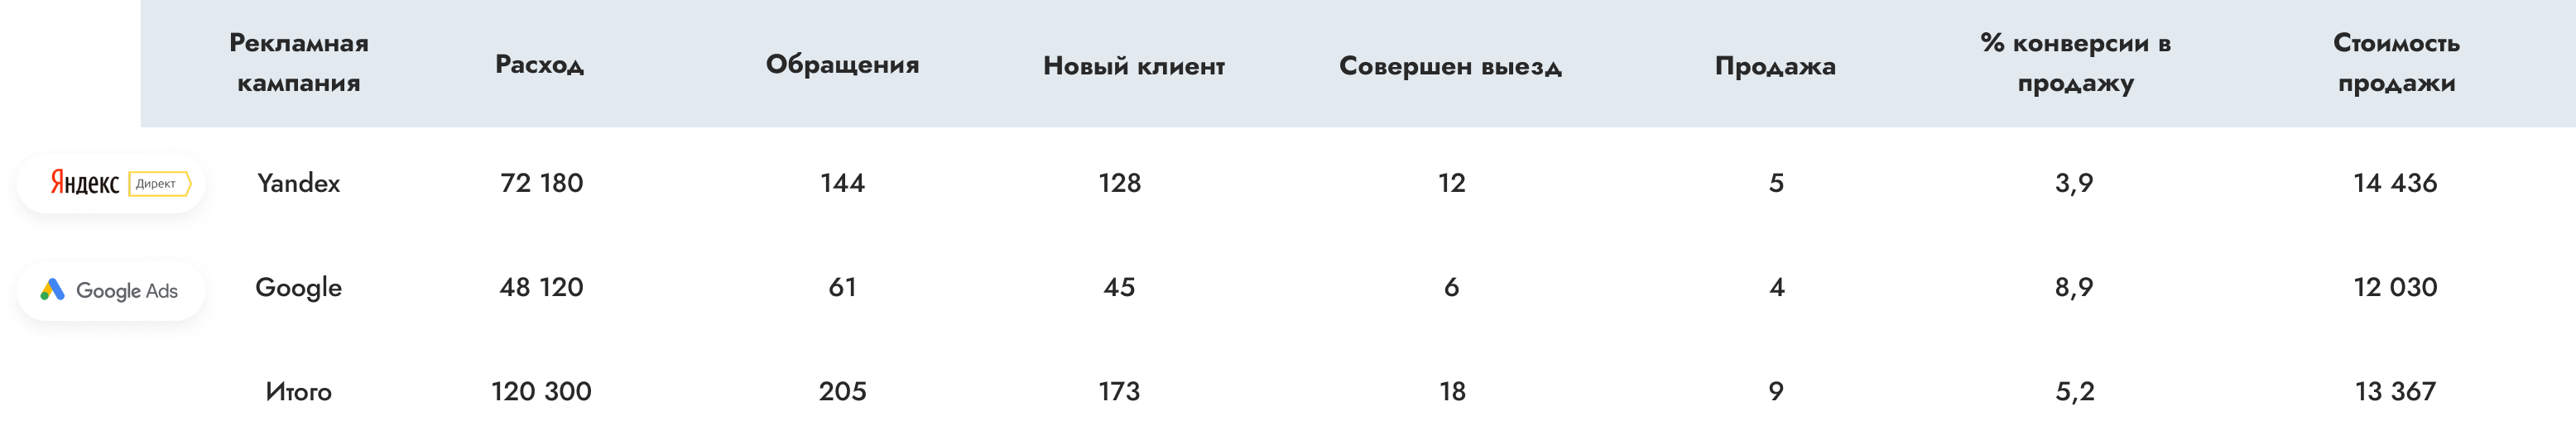 Рекламная кампания Расход Обращения Новый клиент Совершен выезд Продажа % конверсии в продажу Стоимость продажи
Яндекс Директ Yandex 72 180 144 128 12 5 3,9 14 436
Google Ads Google 48 120 61 45 6 4 8,9 12 030
Итого 120 300 205 173 18 9 5,2 13 367